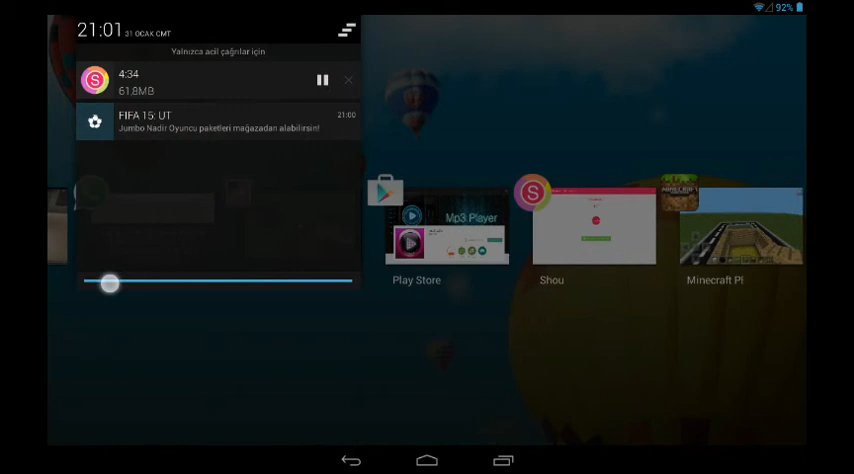 92%
21:01 31 OCAK CMT
Yalnızca acil çağrılar için
4:34
61,8MB
FIFA 15: UT 21:00
Jumbo Nadir Oyuncu paketleri mağazadan alabilirsin!
Mp3 Player
MINECRAFT
Play Store
Shou
Minecraft PE